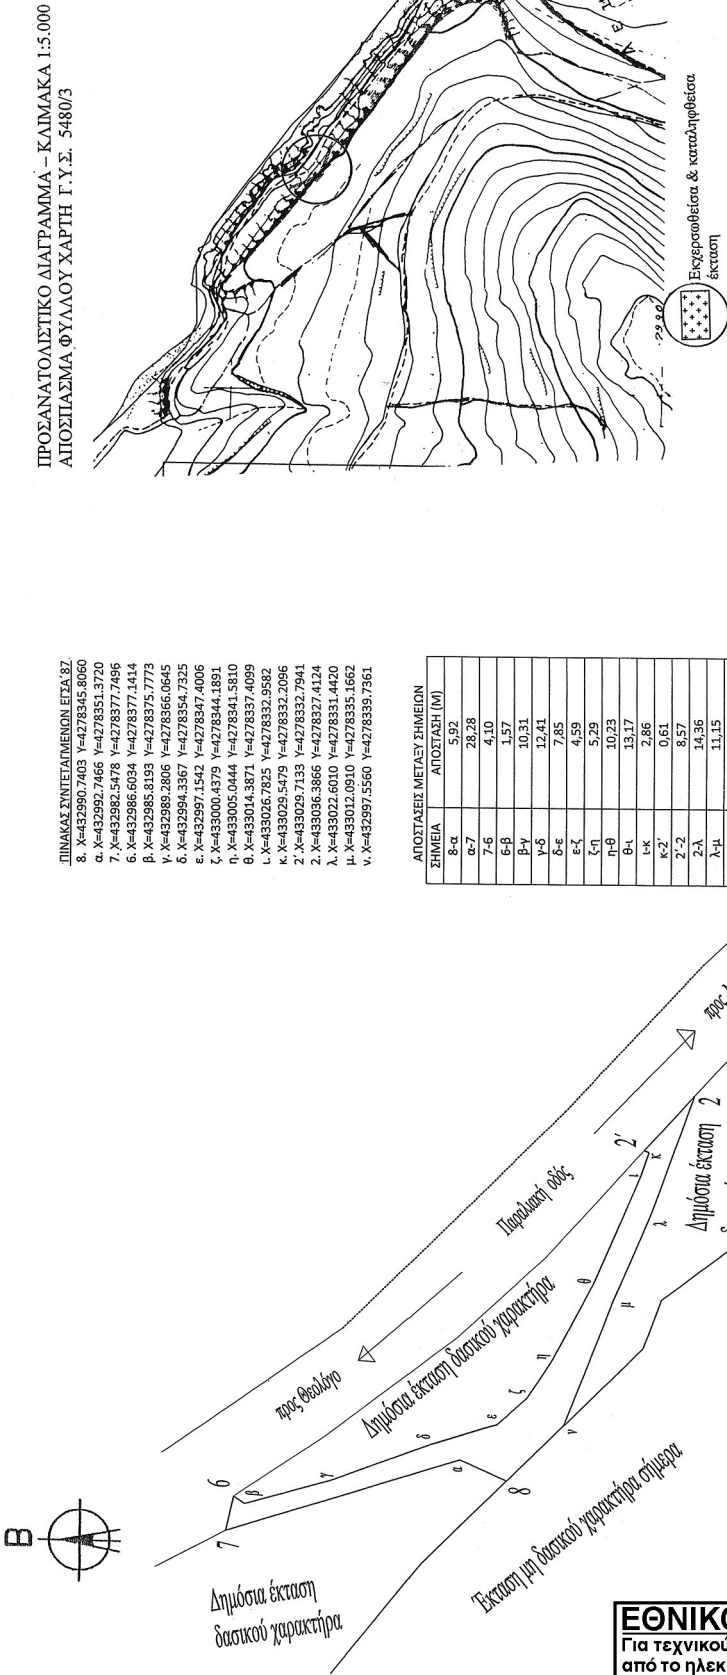 ΠΡΟΣΑΝΑΤΟΛΙΣΤΙΚΟ ΔΙΑΓΡΑΜΜΑ – ΚΛΙΜΑΚΑ 1:5.000
ΑΠΟΣΠΑΣΜΑ ΦΥΛΛΟΥ ΧΑΡΤΗ Γ.Υ.Σ. 5480/3
Εκχερσωθείσα & καταληφθείσα
έκταση
ΠΙΝΑΚΑΣ ΣΥΝΤΕΤΑΓΜΕΝΩΝ ΕΓΣΑ'87
8. Χ=432990.7403 Υ=4278345.8060
α. Χ=432992.7466 Υ=4278351.3720
7. Χ=432982.5478 Υ=4278377.7496
6. Χ=432986.6034 Υ=4278377.1414
β. Χ=432985.8193 Υ=4278375.7773
γ. Χ=432989.2806 Υ=4278366.0645
δ. Χ=432994.3367 Υ=4278354.7325
ε. Χ=432997.1542 Υ=4278347.4006
ζ. Χ=433000.4379 Υ=4278344.1891
η. Χ=433005.0444 Υ=4278341.5810
θ. Χ=433014.3871 Υ=4278337.4099
ι. Χ=433026.7825 Υ=4278332.9582
κ. Χ=433029.5479 Υ=4278332.2096
2'. Χ=433029.7133 Υ=4278332.7941
2. Χ=433036.3866 Υ=4278327.4124
λ. Χ=433022.6010 Υ=4278331.4420
μ. Χ=433012.0910 Υ=4278335.1662
ν. Χ=432997.5560 Υ=4278339.7361
ΑΠΟΣΤΑΣΕΙΣ ΜΕΤΑΞΥ ΣΗΜΕΙΩΝ
ΣΗΜΕΙΑ ΑΠΟΣΤΑΣΗ (Μ)
8-α 5,92
α-7 28,28
7-6 4,10
6-β 1,57
β-γ 10,31
γ-δ 12,41
δ-ε 7,85
ε-ζ 4,59
ζ-η 5,29
η-θ 10,23
θ-ι 13,17
ι-κ 2,86
κ-2' 0,61
2'-2 8,57
2-λ 14,36
λ-μ 11,15
Β
προς Θεολόγο
Παραλιακή οδός
προς
Δημόσια έκταση δασικού χαρακτήρα
Δημόσια έκταση
δασικού χαρακτήρα
Έκταση μη δασικού χαρακτήρα σήμερα
Δημόσια έκταση
7
6
β
γ
δ
ε
ζ
η
θ
ι
2'
κ
2
λ
μ
ν
α
8
ΕΘΝΙΚΟ
Για τεχνικού
από το ηλεκ